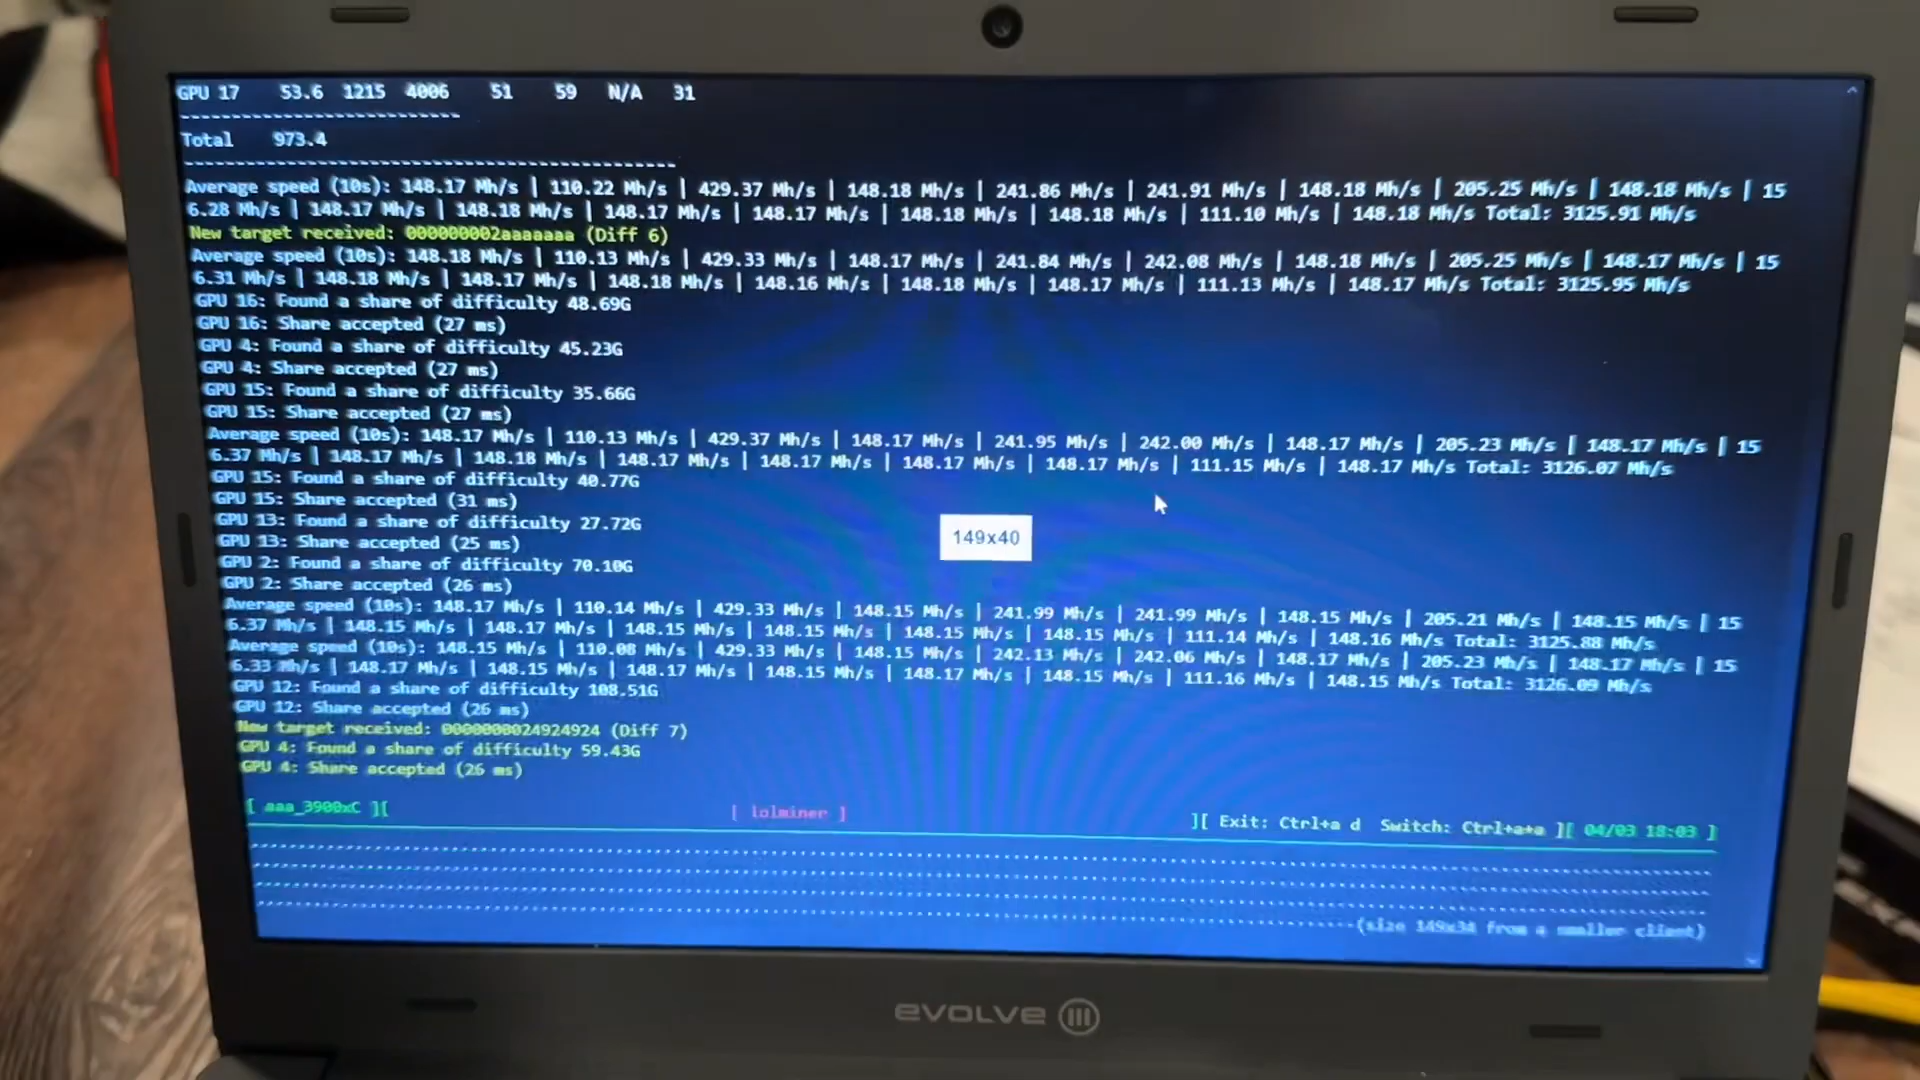 GPU 17 53.6 1215 4006 51 59 N/A 31
--------------------------
Total 973.4
----------------------------------------------
Average speed (10s): 148.17 Mh/s | 110.22 Mh/s | 429.37 Mh/s | 148.18 Mh/s | 241.86 Mh/s | 241.91 Mh/s | 148.18 Mh/s | 205.25 Mh/s | 148.18 Mh/s | 15
6.28 Mh/s | 148.17 Mh/s | 148.18 Mh/s | 148.17 Mh/s | 148.17 Mh/s | 148.18 Mh/s | 148.18 Mh/s | 111.10 Mh/s | 148.18 Mh/s Total: 3125.91 Mh/s
New target received: 000000002aaaaaaa (Diff 6)
Average speed (10s): 148.18 Mh/s | 110.13 Mh/s | 429.33 Mh/s | 148.17 Mh/s | 241.84 Mh/s | 242.08 Mh/s | 148.18 Mh/s | 205.25 Mh/s | 148.17 Mh/s | 15
6.31 Mh/s | 148.18 Mh/s | 148.17 Mh/s | 148.18 Mh/s | 148.16 Mh/s | 148.18 Mh/s | 148.17 Mh/s | 111.13 Mh/s | 148.17 Mh/s Total: 3125.95 Mh/s
GPU 16: Found a share of difficulty 48.69G
GPU 16: Share accepted (27 ms)
GPU 4: Found a share of difficulty 45.23G
GPU 4: Share accepted (27 ms)
GPU 15: Found a share of difficulty 35.66G
GPU 15: Share accepted (27 ms)
Average speed (10s): 148.17 Mh/s | 110.13 Mh/s | 429.37 Mh/s | 148.17 Mh/s | 241.95 Mh/s | 242.00 Mh/s | 148.17 Mh/s | 205.23 Mh/s | 148.17 Mh/s | 15
6.37 Mh/s | 148.17 Mh/s | 148.18 Mh/s | 148.17 Mh/s | 148.17 Mh/s | 148.17 Mh/s | 148.17 Mh/s | 111.15 Mh/s | 148.17 Mh/s Total: 3126.07 Mh/s
GPU 15: Found a share of difficulty 40.77G
GPU 15: Share accepted (31 ms)
GPU 13: Found a share of difficulty 27.72G
GPU 13: Share accepted (25 ms)
149x40
GPU 2: Found a share of difficulty 70.10G
GPU 2: Share accepted (26 ms)
Average speed (10s): 148.17 Mh/s | 110.14 Mh/s | 429.33 Mh/s | 148.15 Mh/s | 241.99 Mh/s | 241.99 Mh/s | 148.15 Mh/s | 205.21 Mh/s | 148.15 Mh/s | 15
6.37 Mh/s | 148.15 Mh/s | 148.17 Mh/s | 148.15 Mh/s | 148.15 Mh/s | 148.15 Mh/s | 148.15 Mh/s | 111.14 Mh/s | 148.16 Mh/s Total: 3125.88 Mh/s
Average speed (10s): 148.15 Mh/s | 110.08 Mh/s | 429.33 Mh/s | 148.15 Mh/s | 242.13 Mh/s | 242.06 Mh/s | 148.17 Mh/s | 205.23 Mh/s | 148.17 Mh/s | 15
6.33 Mh/s | 148.17 Mh/s | 148.15 Mh/s | 148.17 Mh/s | 148.15 Mh/s | 148.17 Mh/s | 148.15 Mh/s | 111.16 Mh/s | 148.15 Mh/s Total: 3126.09 Mh/s
GPU 12: Found a share of difficulty 108.51G
GPU 12: Share accepted (26 ms)
New target received: 0000000024924924 (Diff 7)
GPU 4: Found a share of difficulty 59.43G
GPU 4: Share accepted (26 ms)
[ aaa_3900xC ][ [ lolminer ] ][ Exit: Ctrl+a d Switch: Ctrl+a+a ][ 04/03 18:03 ]
(size 149x34 from a smaller client)
EVOLVE III